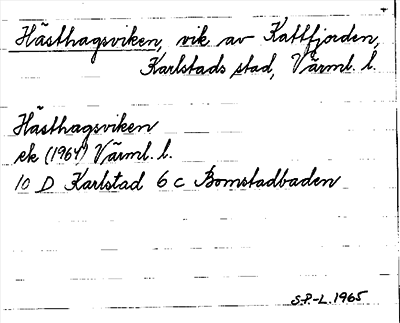 Hästhagsviken, vik av Kattfjorden,
Karlstads stad, Värml. l.
Hästhagsviken
ek (1964) Värml. l.
10 D Karlstad 6 c Bomstadbaden
S.P.-L. 1965